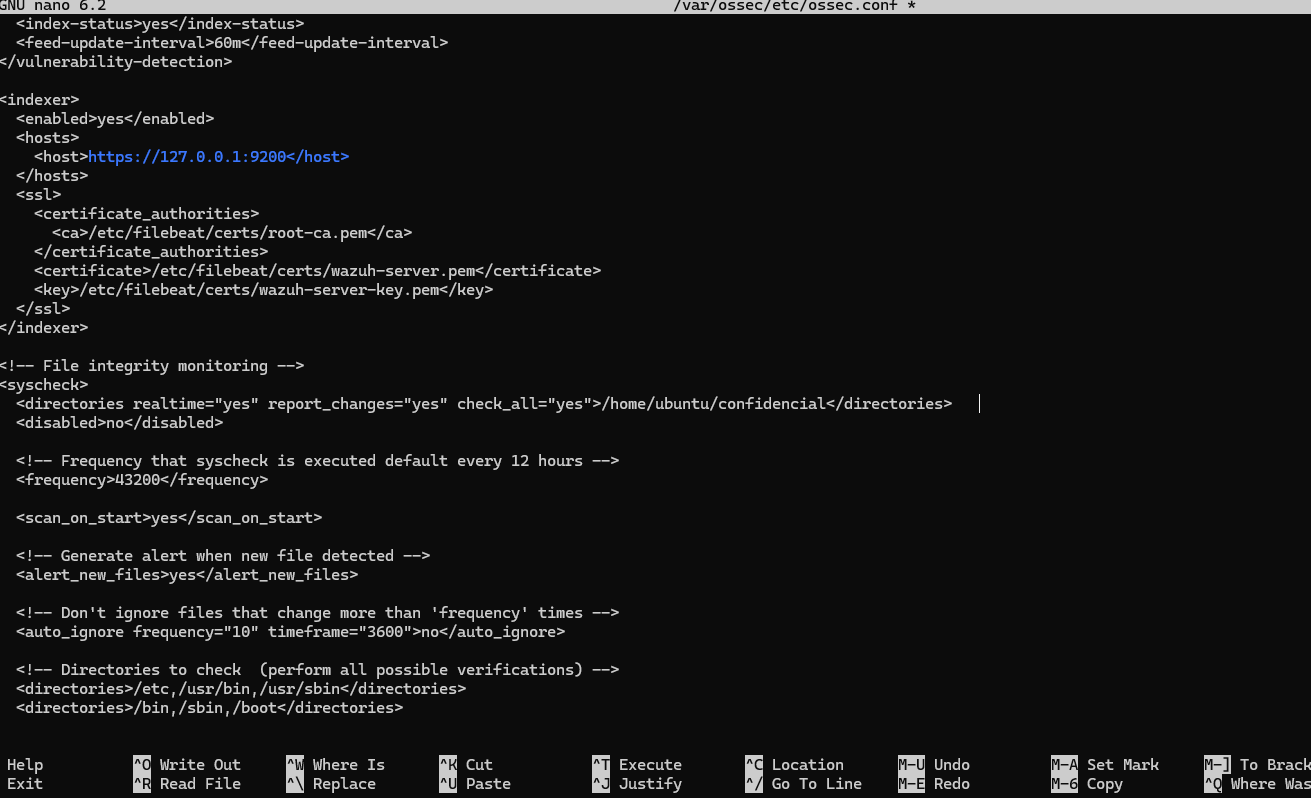 GNU nano 6.2 /var/ossec/etc/ossec.conf *
<index-status>yes</index-status>
<feed-update-interval>60m</feed-update-interval>
</vulnerability-detection>
<indexer>
<enabled>yes</enabled>
<hosts>
<host>https://127.0.0.1:9200</host>
</hosts>
<ssl>
<certificate_authorities>
<ca>/etc/filebeat/certs/root-ca.pem</ca>
</certificate_authorities>
<certificate>/etc/filebeat/certs/wazuh-server.pem</certificate>
<key>/etc/filebeat/certs/wazuh-server-key.pem</key>
</ssl>
</indexer>
<!-- File integrity monitoring -->
<syscheck>
<directories realtime="yes" report_changes="yes" check_all="yes">/home/ubuntu/confidencial</directories>
<disabled>no</disabled>
<!-- Frequency that syscheck is executed default every 12 hours -->
<frequency>43200</frequency>
<scan_on_start>yes</scan_on_start>
<!-- Generate alert when new file detected -->
<alert_new_files>yes</alert_new_files>
<!-- Don't ignore files that change more than 'frequency' times -->
<auto_ignore frequency="10" timeframe="3600">no</auto_ignore>
<!-- Directories to check  (perform all possible verifications) -->
<directories>/etc,/usr/bin,/usr/sbin</directories>
<directories>/bin,/sbin,/boot</directories>
Help ^O Write Out ^W Where Is ^K Cut ^T Execute ^C Location M-U Undo M-A Set Mark M-] To Brack
Exit ^R Read File ^\ Replace ^U Paste ^J Justify ^/ Go To Line M-E Redo M-6 Copy ^Q Where Was